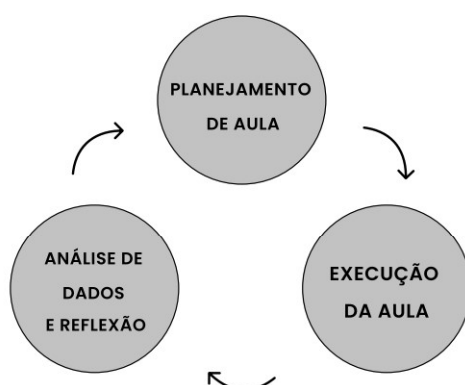 PLANEJAMENTO
DE AULA
EXECUÇÃO
DA AULA
ANÁLISE DE
DADOS
E REFLEXÃO